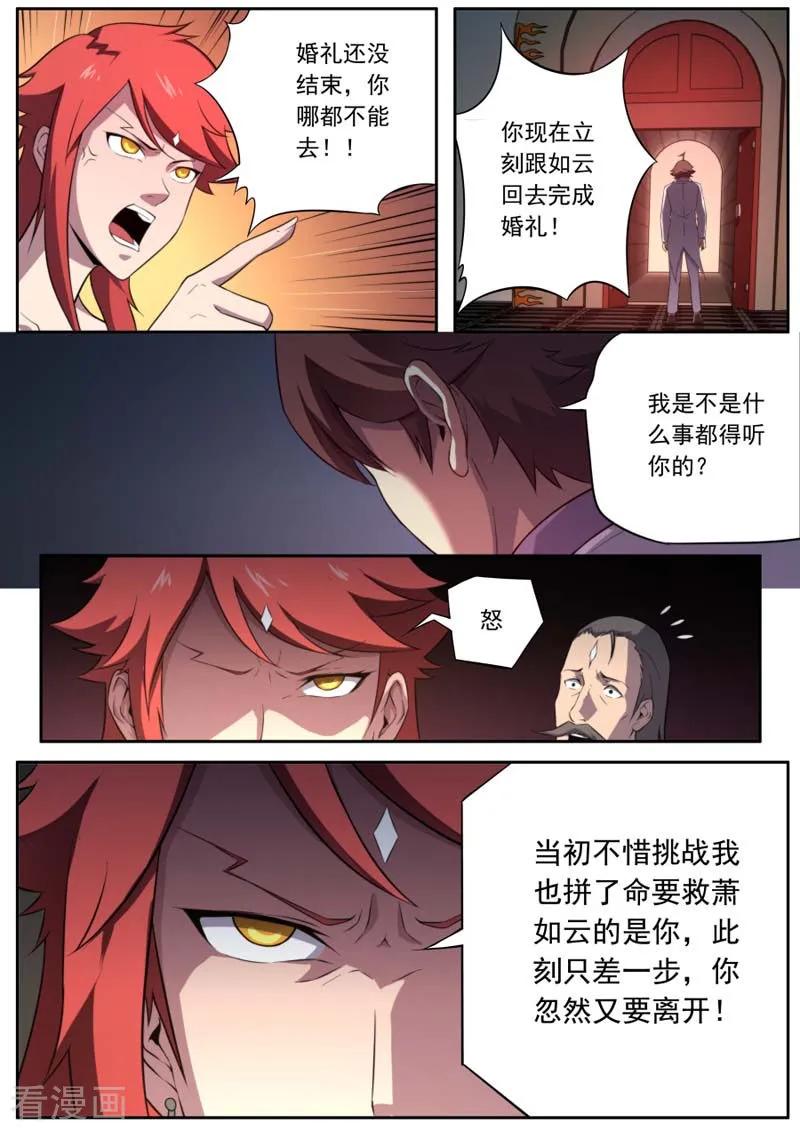 婚礼还没
结束，你
哪都不能
去！！
你现在立
刻跟如云
回去完成
婚礼！
我是不是什
么事都得听
你的？
怒
当初不惜挑战我
也拼了命要救萧
如云的是你，此
刻只差一步，你
忽然又要离开！
看漫画